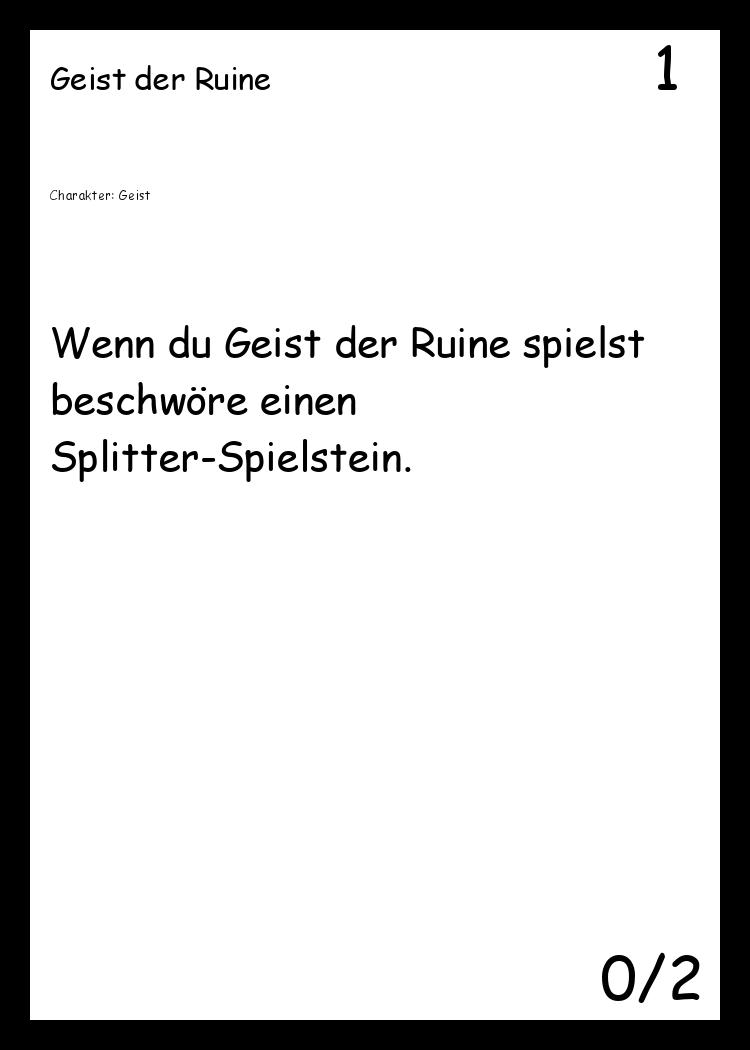 Geist der Ruine
1
Charakter: Geist
Wenn du Geist der Ruine spielst
beschwöre einen
Splitter-Spielstein.
0/2